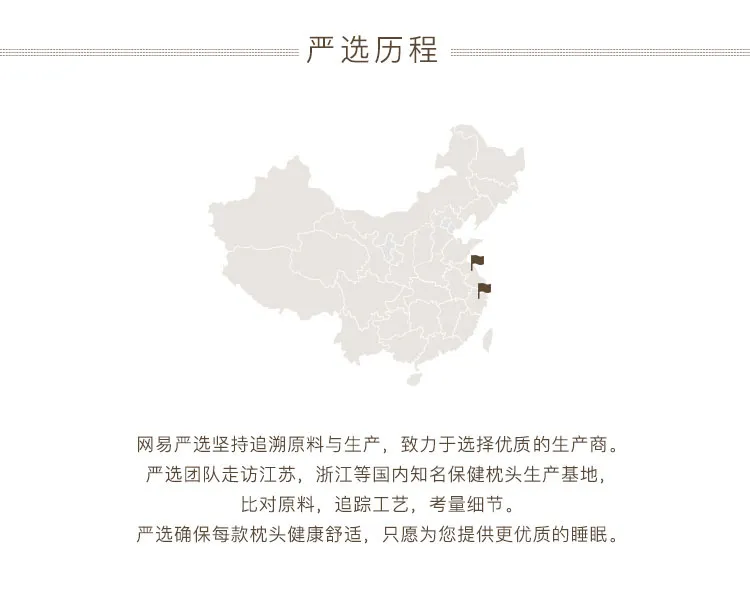 严选历程
网易严选坚持追溯原料与生产，致力于选择优质的生产商。
严选团队走访江苏，浙江等国内知名保健枕头生产基地，
比对原料，追踪工艺，考量细节。
严选确保每款枕头健康舒适，只愿为您提供更优质的睡眠。